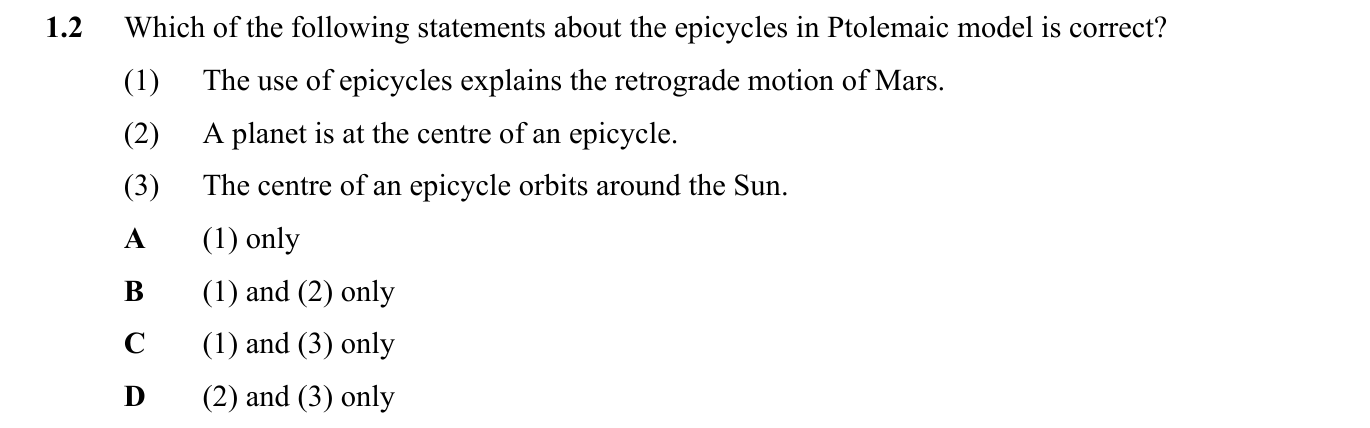 1.2 Which of the following statements about the epicycles in Ptolemaic model is correct?
(1) The use of epicycles explains the retrograde motion of Mars.
(2) A planet is at the centre of an epicycle.
(3) The centre of an epicycle orbits around the Sun.
A (1) only
B (1) and (2) only
C (1) and (3) only
D (2) and (3) only